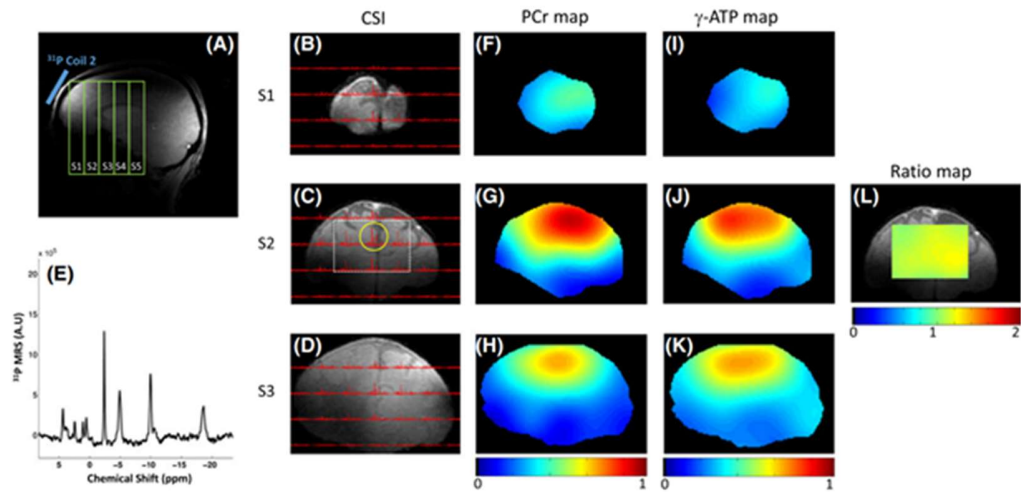 CSI
PCr map
γ-ATP map
(A)
³¹P Coil 2
S1 S2 S3 S4 S5
S1
(B)
(F)
(I)
Ratio map
S2
(C)
(G)
(J)
(L)
0 1 2
(E)
x 10⁵
20
15
10
5
0
³¹P MRS (A.U)
5 0 -5 -10 -15 -20
Chemical Shift (ppm)
S3
(D)
(H)
(K)
0 1
0 1